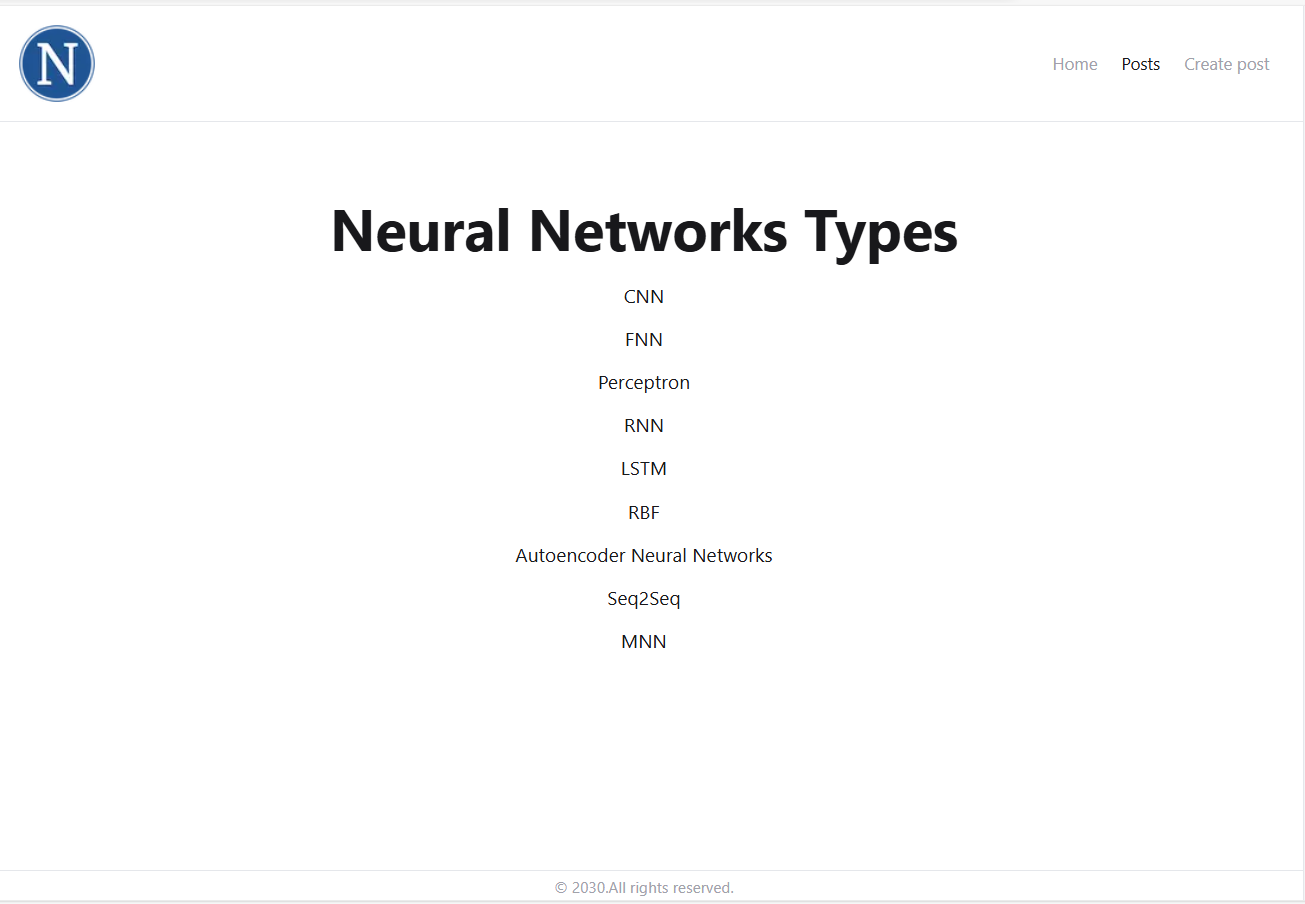 N
Home Posts Create post
Neural Networks Types
CNN
FNN
Perceptron
RNN
LSTM
RBF
Autoencoder Neural Networks
Seq2Seq
MNN
© 2030.All rights reserved.